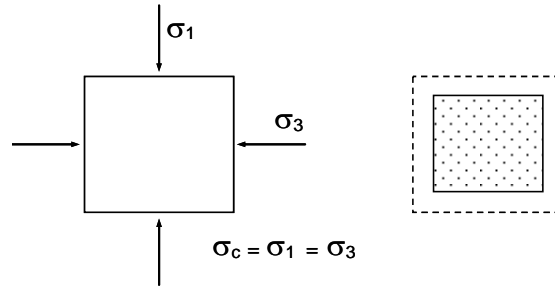 σ₁
σ₃
σc = σ₁ = σ₃